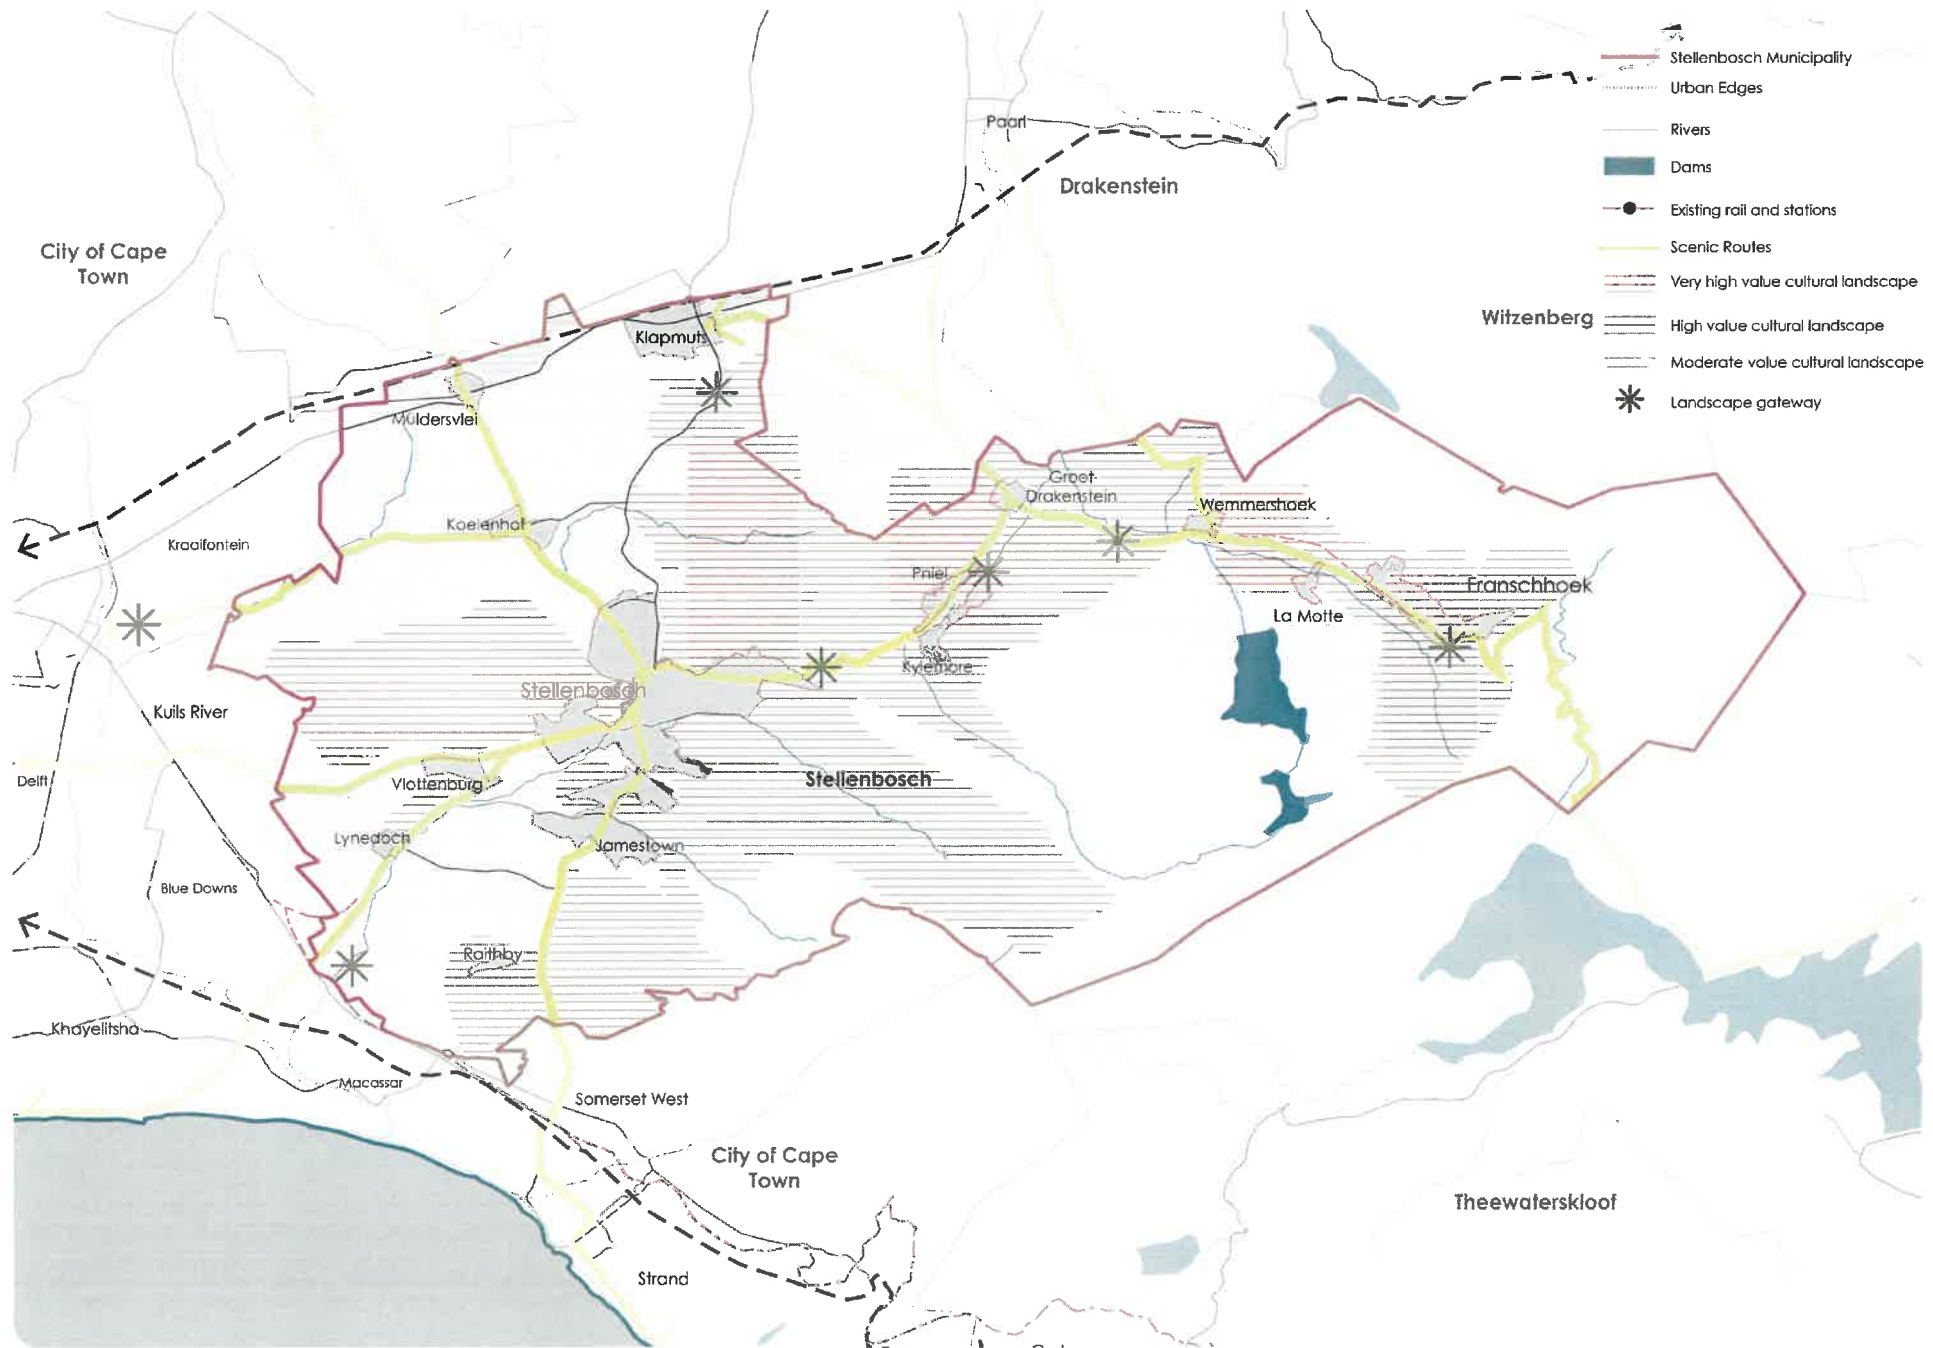 Stellenbosch Municipality
Urban Edges
Rivers
Dams
Existing rail and stations
Scenic Routes
Very high value cultural landscape
High value cultural landscape
Moderate value cultural landscape
Landscape gateway
Paarl
Drakenstein
City of Cape
Town
Witzenberg
Klapmuts
Muldersvlei
Groot-
Drakenstein
Wemmershoek
Koelenhof
Kraaifontein
Pniel
Franschhoek
La Motte
Kylemore
Stellenbosch
Kuils River
Stellenbosch
Delft
Vlottenburg
Lynedoch
Jamestown
Blue Downs
Raithby
Khayelitsha
Macassar
Somerset West
City of Cape
Town
Theewaterskloof
Strand